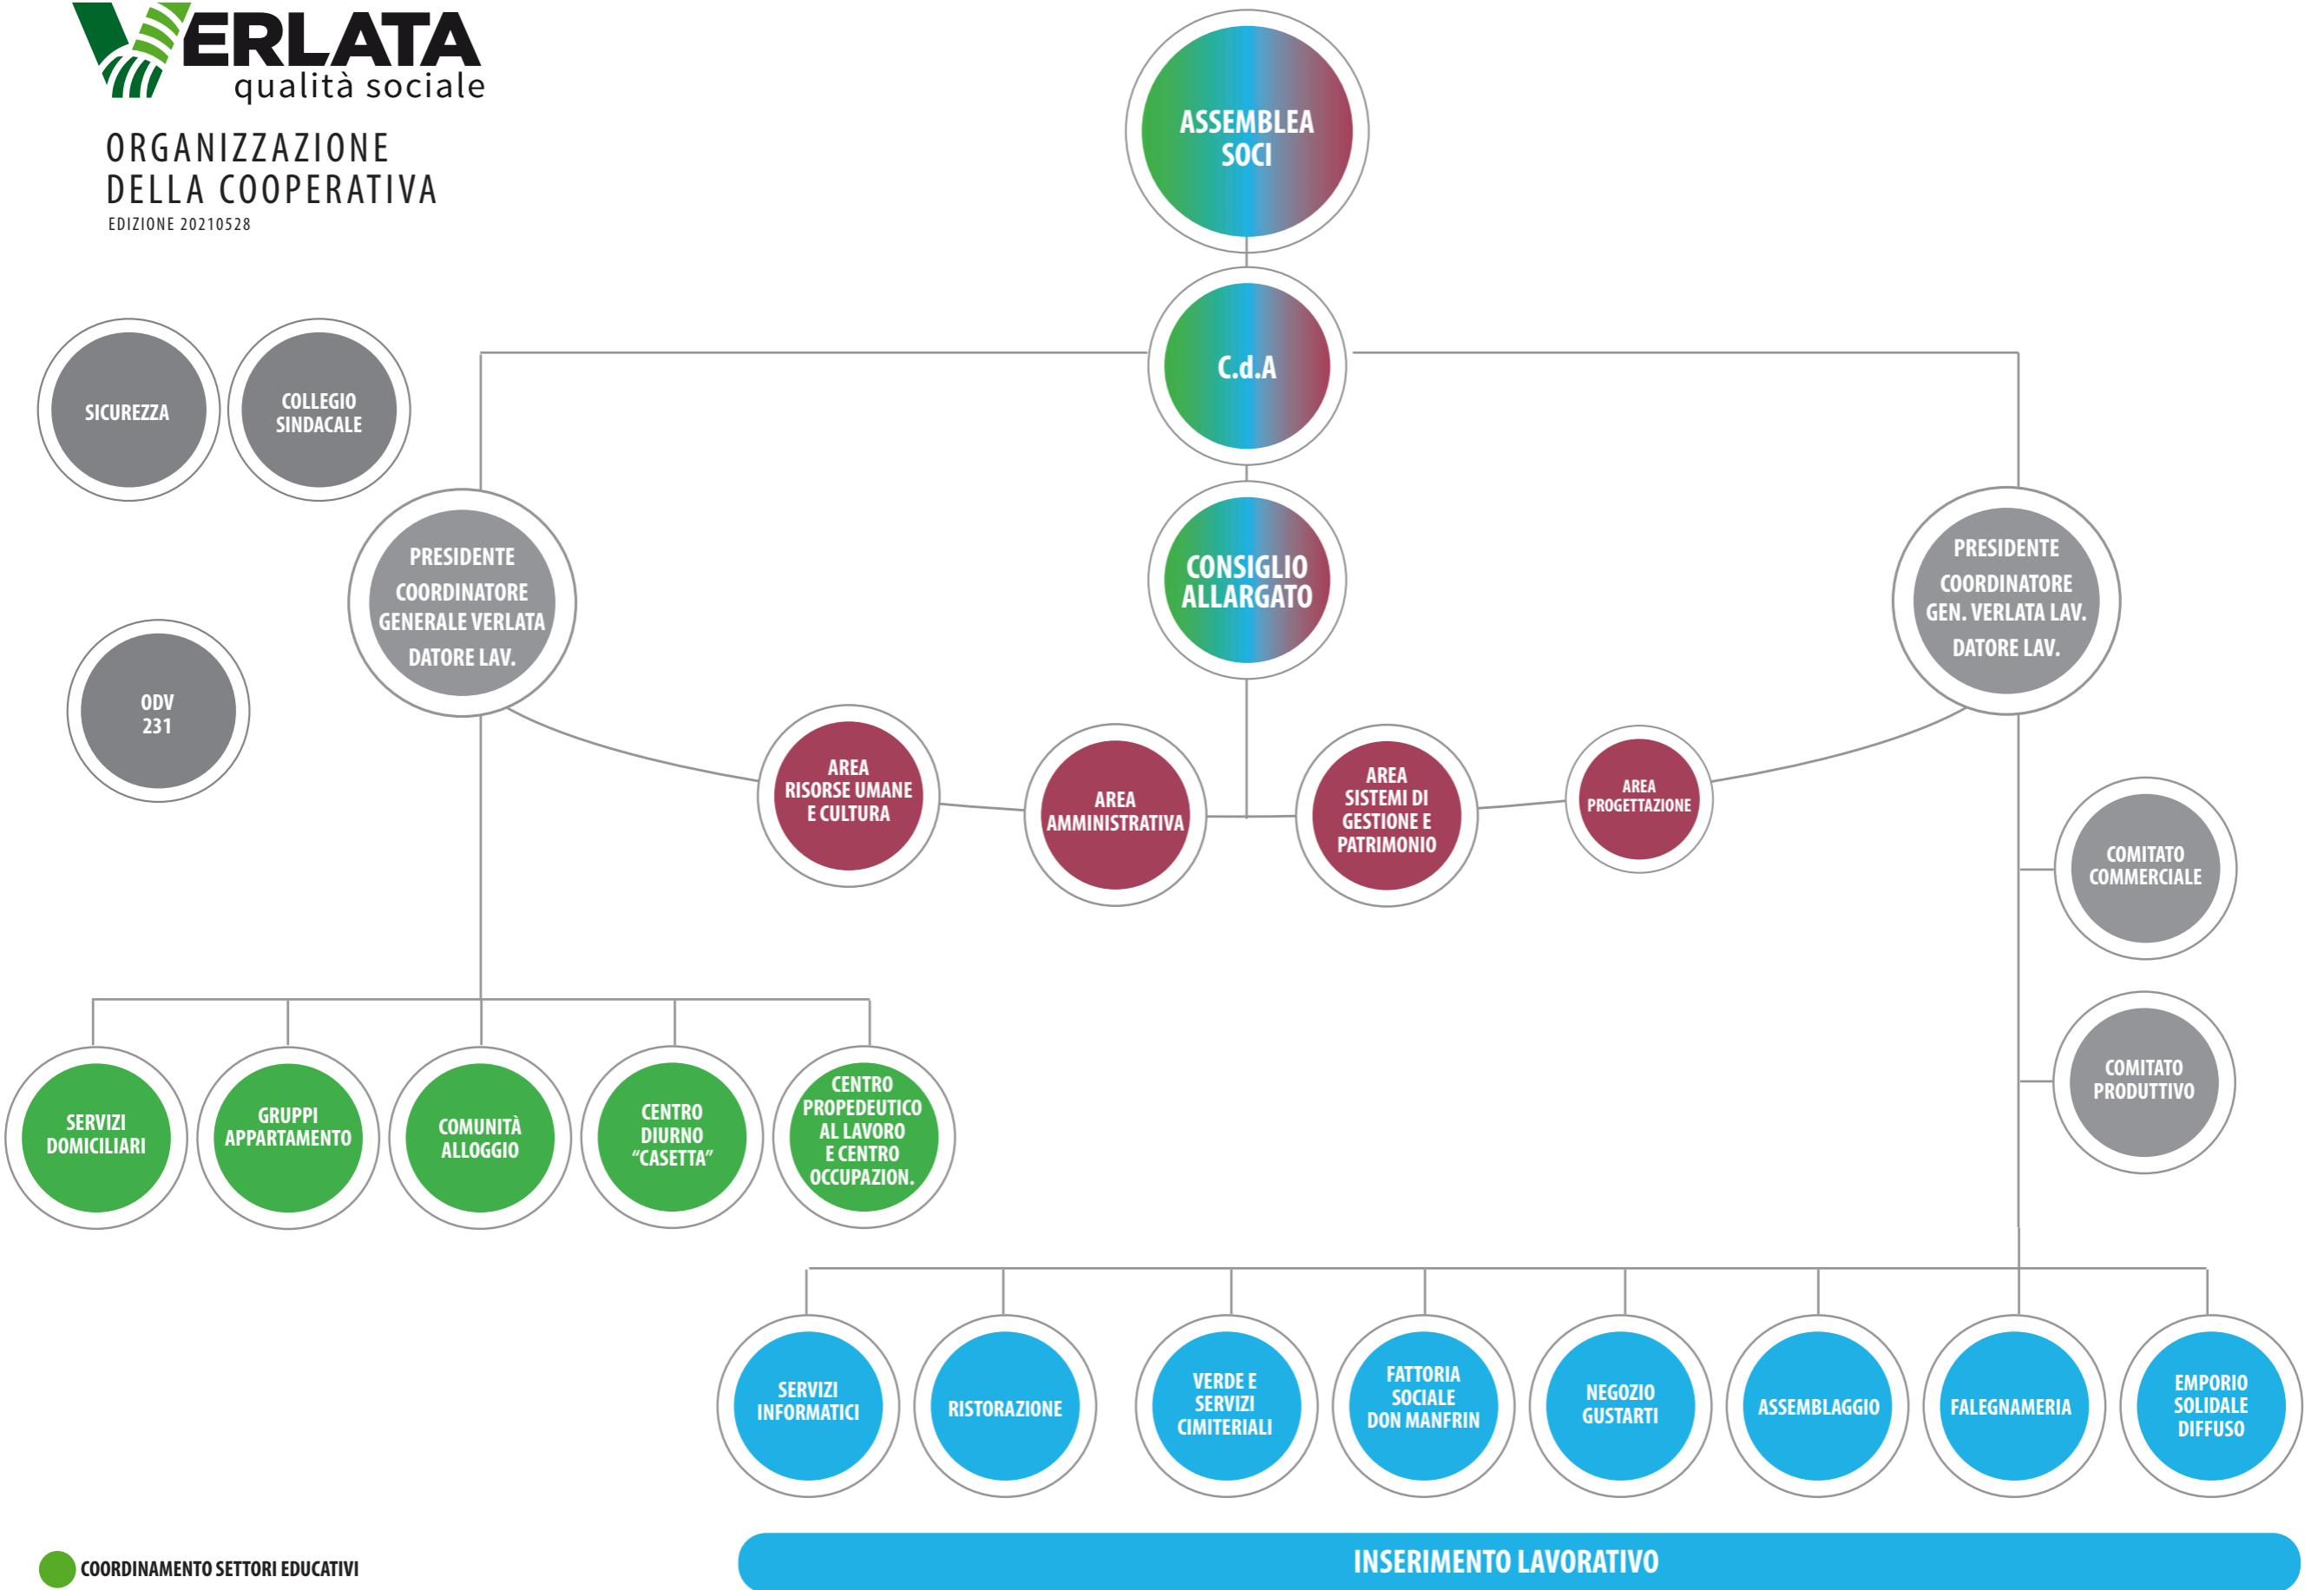 VERLATA
qualità sociale
ORGANIZZAZIONE
DELLA COOPERATIVA
EDIZIONE 20210528
ASSEMBLEA
SOCI
C.d.A
CONSIGLIO
ALLARGATO
SICUREZZA
COLLEGIO
SINDACALE
ODV
231
PRESIDENTE
COORDINATORE
GENERALE VERLATA
DATORE LAV.
PRESIDENTE
COORDINATORE
GEN. VERLATA LAV.
DATORE LAV.
AREA
RISORSE UMANE
E CULTURA
AREA
AMMINISTRATIVA
AREA
SISTEMI DI
GESTIONE E
PATRIMONIO
AREA
PROGETTAZIONE
COMITATO
COMMERCIALE
COMITATO
PRODUTTIVO
SERVIZI
DOMICILIARI
GRUPPI
APPARTAMENTO
COMUNITÀ
ALLOGGIO
CENTRO
DIURNO
“CASETTA”
CENTRO
PROPEDEUTICO
AL LAVORO
E CENTRO
OCCUPAZION.
SERVIZI
INFORMATICI
RISTORAZIONE
VERDE E
SERVIZI
CIMITERIALI
FATTORIA
SOCIALE
DON MANFRIN
NEGOZIO
GUSTARTI
ASSEMBLAGGIO
FALEGNAMERIA
EMPORIO
SOLIDALE
DIFFUSO
COORDINAMENTO SETTORI EDUCATIVI
INSERIMENTO LAVORATIVO